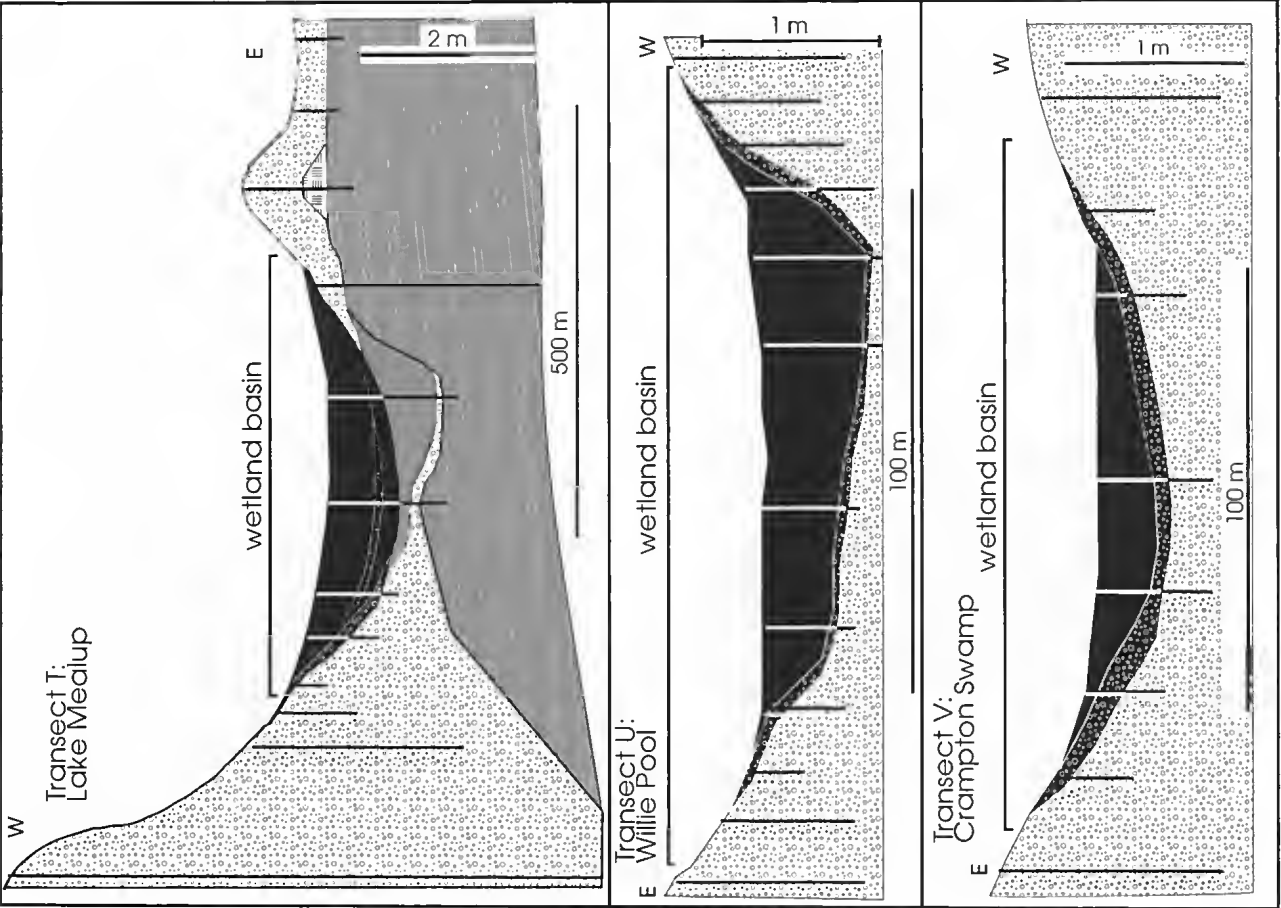 Transect T:
Lake Mealup
W
E
wetland basin
2 m
500 m
Transect U:
Willie Pool
E
W
wetland basin
1 m
100 m
Transect V:
Crampton Swamp
E
W
wetland basin
1 m
100 m